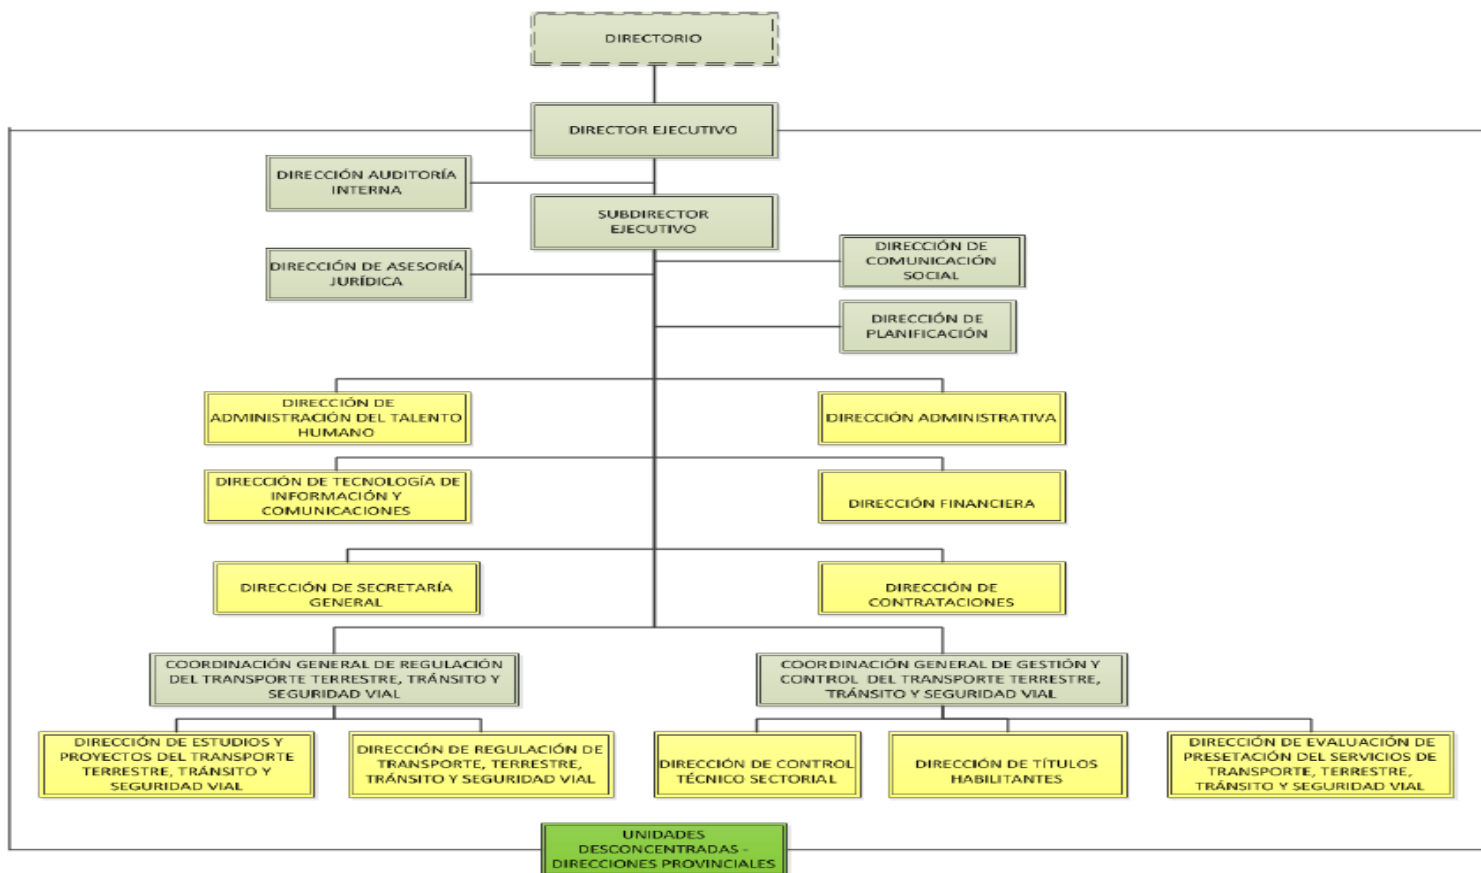 DIRECTORIO
DIRECTOR EJECUTIVO
DIRECCIÓN AUDITORÍA
INTERNA
SUBDIRECTOR
EJECUTIVO
DIRECCIÓN DE ASESORÍA
JURÍDICA
DIRECCIÓN DE
COMUNICACIÓN
SOCIAL
DIRECCIÓN DE
PLANIFICACIÓN
DIRECCIÓN DE
ADMINISTRACIÓN DEL TALENTO
HUMANO
DIRECCIÓN ADMINISTRATIVA
DIRECCIÓN DE TECNOLOGÍA DE
INFORMACIÓN Y
COMUNICACIONES
DIRECCIÓN FINANCIERA
DIRECCIÓN DE SECRETARÍA
GENERAL
DIRECCIÓN DE
CONTRATACIONES
COORDINACIÓN GENERAL DE REGULACIÓN
DEL TRANSPORTE TERRESTRE, TRÁNSITO Y
SEGURIDAD VIAL
COORDINACIÓN GENERAL DE GESTIÓN Y
CONTROL DEL TRANSPORTE TERRESTRE,
TRÁNSITO Y SEGURIDAD VIAL
DIRECCIÓN DE ESTUDIOS Y
PROYECTOS DEL TRANSPORTE
TERRESTRE, TRÁNSITO Y
SEGURIDAD VIAL
DIRECCIÓN DE REGULACIÓN DE
TRANSPORTE, TERRESTRE,
TRÁNSITO Y SEGURIDAD VIAL
DIRECCIÓN DE CONTROL
TÉCNICO SECTORIAL
DIRECCIÓN DE TÍTULOS
HABILITANTES
DIRECCIÓN DE EVALUACIÓN DE
PRESETACIÓN DEL SERVICIOS DE
TRANSPORTE, TERRESTRE,
TRÁNSITO Y SEGURIDAD VIAL
UNIDADES
DESCONCENTRADAS -
DIRECCIONES PROVINCIALES